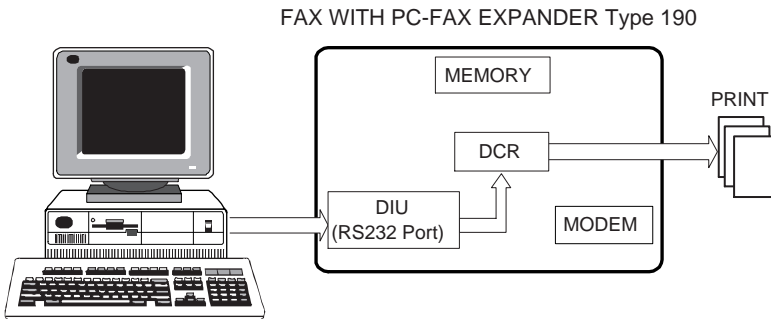 FAX WITH PC-FAX EXPANDER Type 190
MEMORY
PRINT
DCR
DIU
(RS232 Port)
MODEM